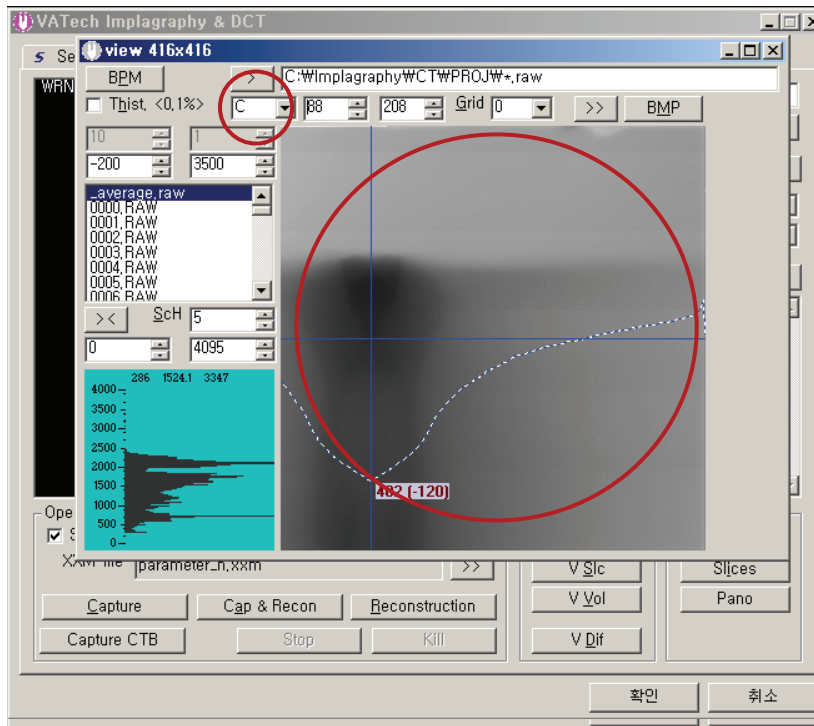 VATech Implagraphy & DCT
S Se
view 416x416
WRN
BPM
>
C:₩Implagraphy₩CT₩PROJ₩*,raw
Thist, <0,1%>
C
88
208
Grid
0
>>
BMP
10
1
-200
3500
_average,raw
0000,RAW
0001,RAW
0002,RAW
0003,RAW
0004,RAW
0005,RAW
0006 RAW
><
ScH
5
0
4095
286 1524.1 3347
4000
3500
3000
2500
2000
1500
1000
500
0
402 (-120)
Ope
S
XXM file
parameter_n,xxm
>>
V Slc
Slices
Capture
Cap & Recon
Reconstruction
V Vol
Pano
Capture CTB
Stop
Kill
V Dif
확인
취소